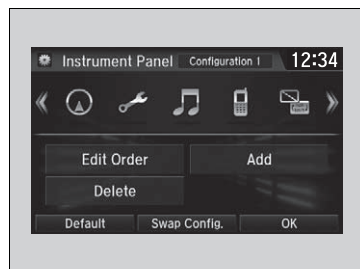 Instrument Panel Configuration 1 12:34
Edit Order Add
Delete
Default Swap Config. OK